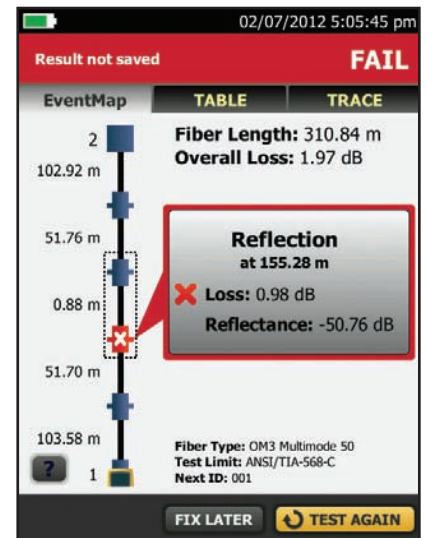 02/07/2012 5:05:45 pm
Result not saved
FAIL
EventMap
TABLE
TRACE
2
102.92 m
51.76 m
0.88 m
51.70 m
103.58 m
?
1
Fiber Length: 310.84 m
Overall Loss: 1.97 dB
Reflection
at 155.28 m
Loss: 0.98 dB
Reflectance: -50.76 dB
Fiber Type: OM3 Multimode 50
Test Limit: ANSI/TIA-568-C
Next ID: 001
FIX LATER
TEST AGAIN